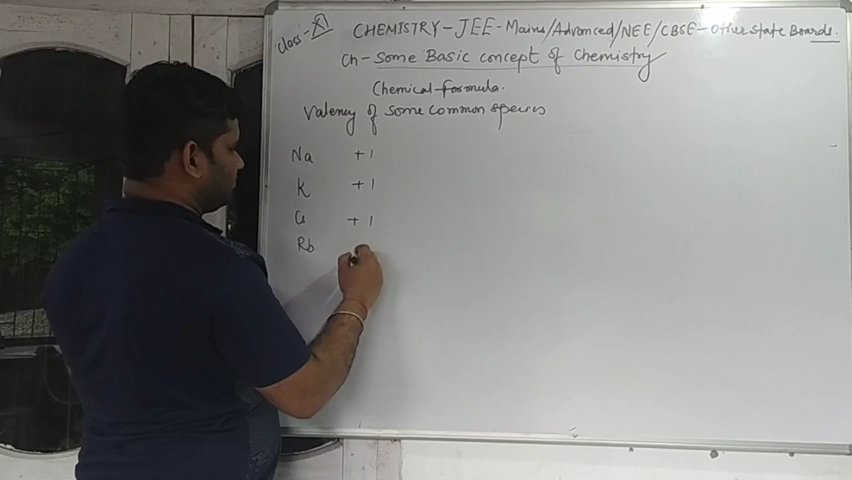 Class-XI
CHEMISTRY-JEE-Mains/Advanced/NEE/CBSE-Other State Boards.
Ch-Some Basic concept of Chemistry
Chemical formula.
Valency of Some common species
Na +1
K +1
Cs +1
Rb